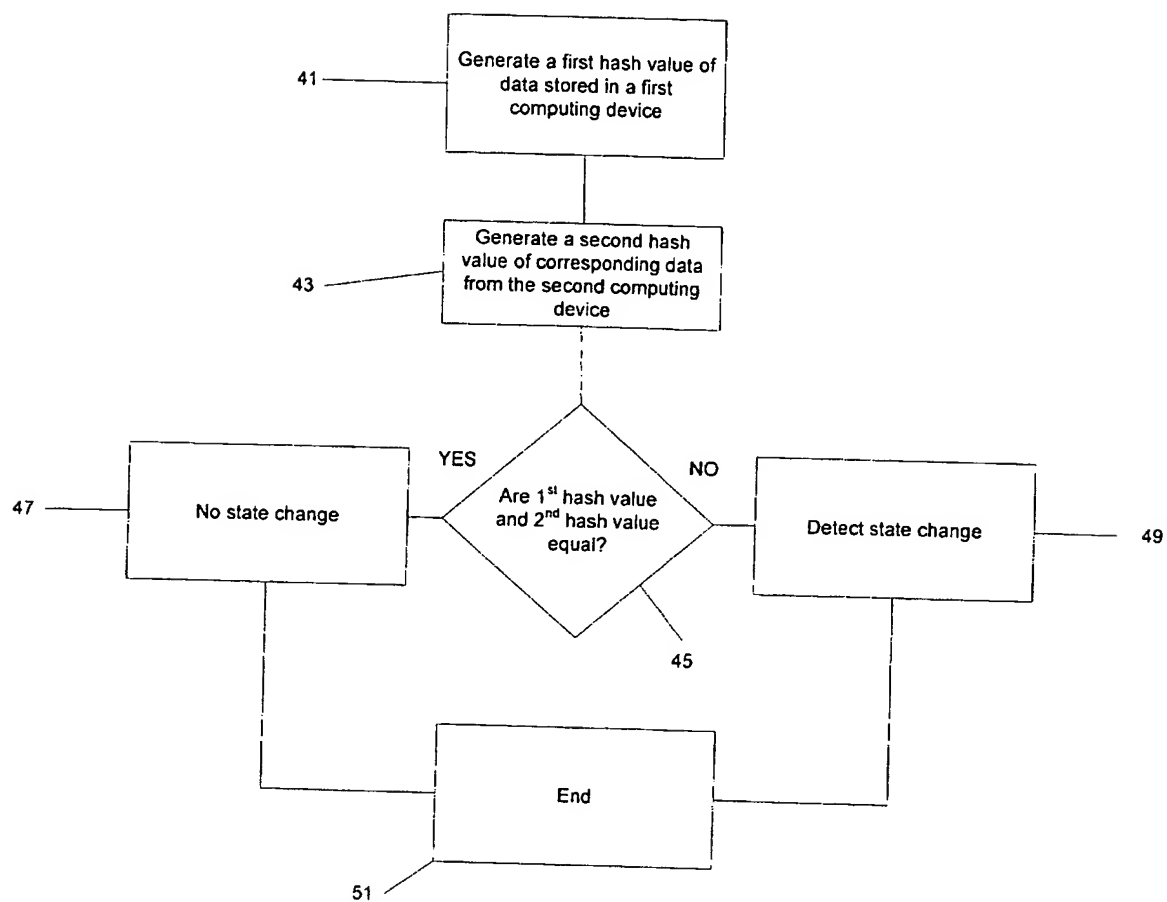 41
Generate a first hash value of
data stored in a first
computing device
43
Generate a second hash
value of corresponding data
from the second computing
device
YES
NO
47
No state change
Are 1st hash value
and 2nd hash value
equal?
Detect state change
49
45
End
51